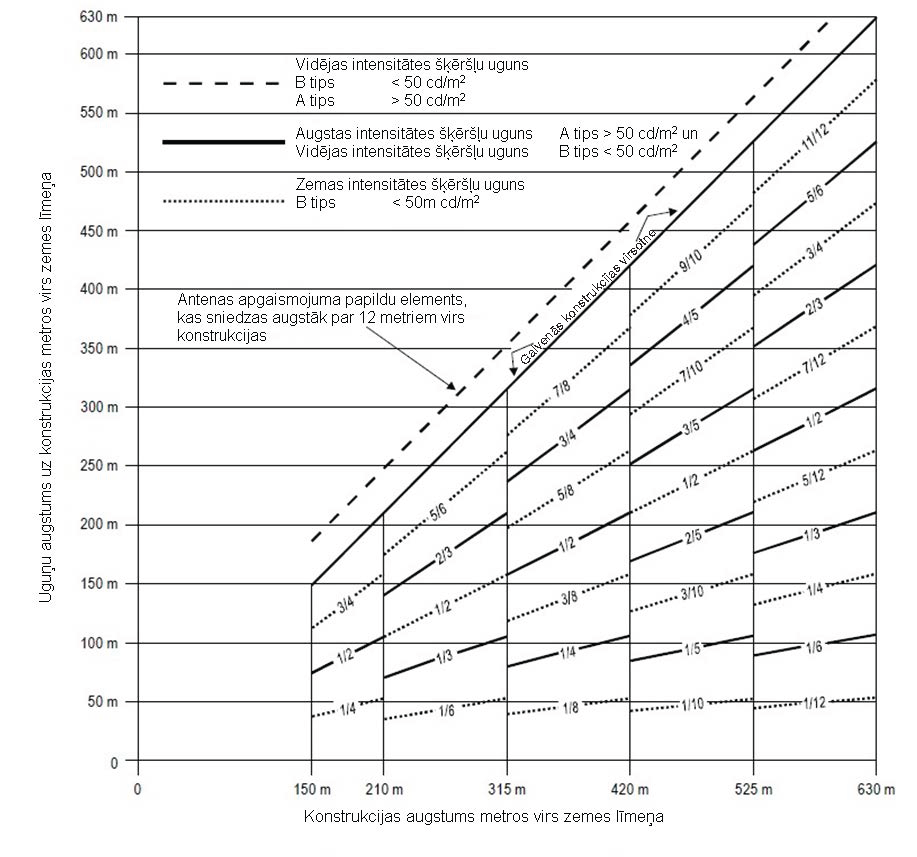 630 m
600 m
550 m
500 m
450 m
400 m
350 m
300 m
250 m
200 m
150 m
100 m
50 m
0
Uguņu augstums uz konstrukcijas metros virs zemes līmeņa
Vidējas intensitātes šķēršļu uguns
B tips < 50 cd/m²
A tips > 50 cd/m²
Augstas intensitātes šķēršļu uguns A tips > 50 cd/m² un
Vidējas intensitātes šķēršļu uguns B tips < 50 cd/m²
Zemas intensitātes šķēršļu uguns
B tips < 50m cd/m²
Antenas apgaismojuma papildu elements,
kas sniedzas augstāk par 12 metriem virs
konstrukcijas
Galvenās konstrukcijas virsotne
3/4
1/2
1/4
5/6
2/3
1/2
1/3
1/6
7/8
3/4
5/8
1/2
3/8
1/4
1/8
9/10
4/5
7/10
3/5
1/2
2/5
3/10
1/5
1/10
11/12
5/6
3/4
2/3
7/12
1/2
5/12
1/3
1/4
1/6
1/12
0 150 m 210 m 315 m 420 m 525 m 630 m
Konstrukcijas augstums metros virs zemes līmeņa